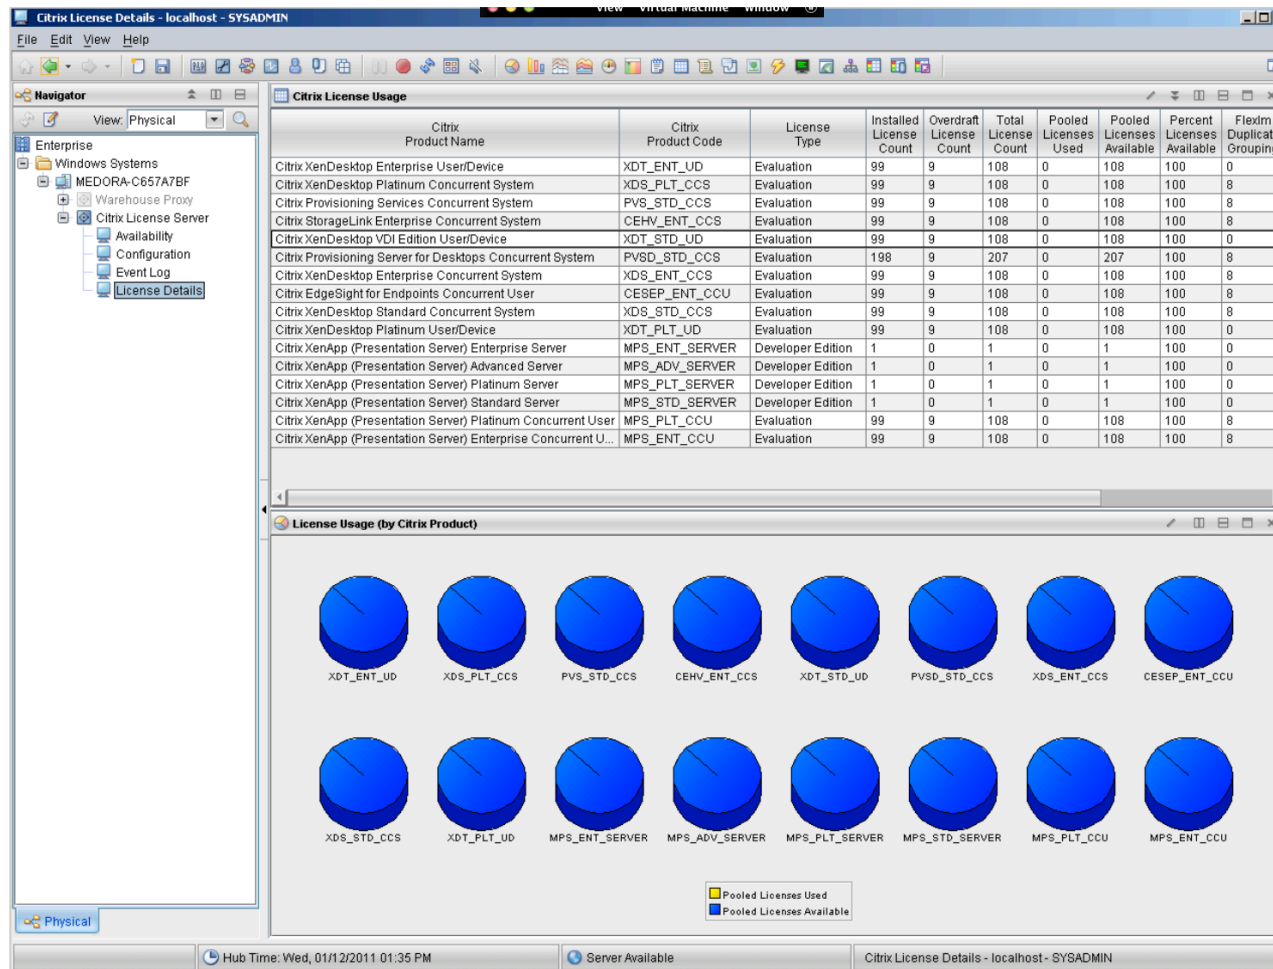 Citrix License Details - localhost - SYSADMIN
View Virtual Machine Window
File Edit View Help
Navigator
View: Physical
Enterprise
Windows Systems
MEDORA-C657A7BF
Warehouse Proxy
Citrix License Server
Availability
Configuration
Event Log
License Details
Physical
Citrix License Usage
Citrix Product Name Citrix Product Code License Type Installed License Count Overdraft License Count Total License Count Pooled Licenses Used Pooled Licenses Available Percent Licenses Available Flexlm Duplicat Grouping
Citrix XenDesktop Enterprise User/Device XDT_ENT_UD Evaluation 99 9 108 0 108 100 0
Citrix XenDesktop Platinum Concurrent System XDS_PLT_CCS Evaluation 99 9 108 0 108 100 8
Citrix Provisioning Services Concurrent System PVS_STD_CCS Evaluation 99 9 108 0 108 100 8
Citrix StorageLink Enterprise Concurrent System CEHV_ENT_CCS Evaluation 99 9 108 0 108 100 8
Citrix XenDesktop VDI Edition User/Device XDT_STD_UD Evaluation 99 9 108 0 108 100 0
Citrix Provisioning Server for Desktops Concurrent System PVSD_STD_CCS Evaluation 198 9 207 0 207 100 8
Citrix XenDesktop Enterprise Concurrent System XDS_ENT_CCS Evaluation 99 9 108 0 108 100 8
Citrix EdgeSight for Endpoints Concurrent User CESEP_ENT_CCU Evaluation 99 9 108 0 108 100 8
Citrix XenDesktop Standard Concurrent System XDS_STD_CCS Evaluation 99 9 108 0 108 100 8
Citrix XenDesktop Platinum User/Device XDT_PLT_UD Evaluation 99 9 108 0 108 100 0
Citrix XenApp (Presentation Server) Enterprise Server MPS_ENT_SERVER Developer Edition 1 0 1 0 1 100 0
Citrix XenApp (Presentation Server) Advanced Server MPS_ADV_SERVER Developer Edition 1 0 1 0 1 100 0
Citrix XenApp (Presentation Server) Platinum Server MPS_PLT_SERVER Developer Edition 1 0 1 0 1 100 0
Citrix XenApp (Presentation Server) Standard Server MPS_STD_SERVER Developer Edition 1 0 1 0 1 100 0
Citrix XenApp (Presentation Server) Platinum Concurrent User MPS_PLT_CCU Evaluation 99 9 108 0 108 100 8
Citrix XenApp (Presentation Server) Enterprise Concurrent U... MPS_ENT_CCU Evaluation 99 9 108 0 108 100 8
License Usage (by Citrix Product)
XDT_ENT_UD XDS_PLT_CCS PVS_STD_CCS CEHV_ENT_CCS XDT_STD_UD PVSD_STD_CCS XDS_ENT_CCS CESEP_ENT_CCU
XDS_STD_CCS XDT_PLT_UD MPS_ENT_SERVER MPS_ADV_SERVER MPS_PLT_SERVER MPS_STD_SERVER MPS_PLT_CCU MPS_ENT_CCU
Pooled Licenses Used
Pooled Licenses Available
Hub Time: Wed, 01/12/2011 01:35 PM Server Available Citrix License Details - localhost - SYSADMIN